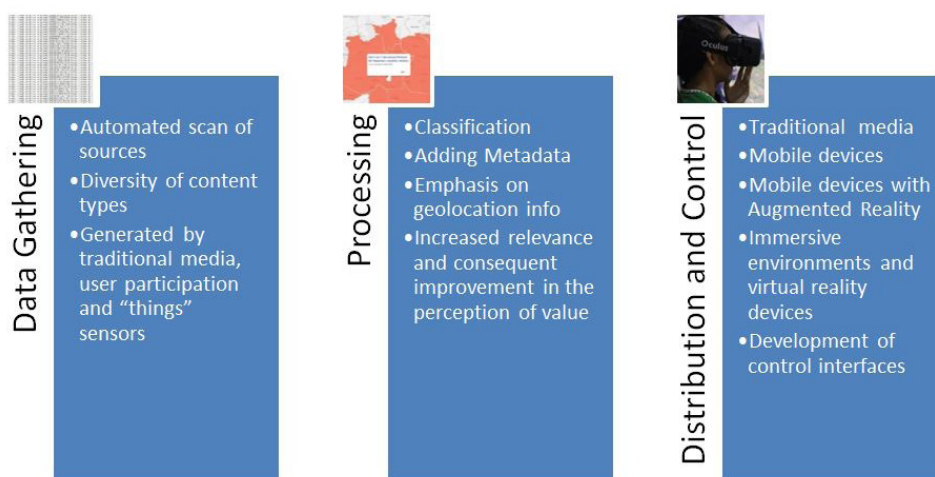 Data Gathering
•Automated scan of
sources
•Diversity of content
types
•Generated by
traditional media,
user participation
and “things”
sensors
Processing
•Classification
•Adding Metadata
•Emphasis on
geolocation info
•Increased relevance
and consequent
improvement in the
perception of value
Oculus
Distribution and Control
•Traditional media
•Mobile devices
•Mobile devices with
Augmented Reality
•Immersive
environments and
virtual reality
devices
•Development of
control interfaces